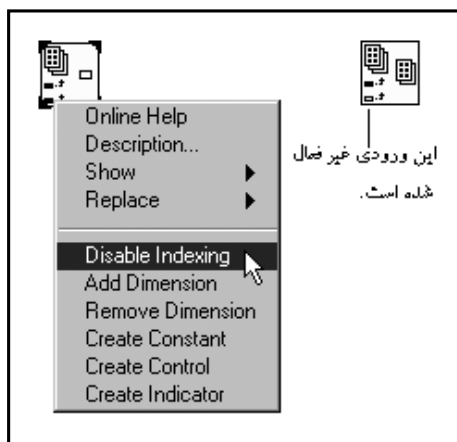 Online Help
Description...
Show
Replace
Disable Indexing
Add Dimension
Remove Dimension
Create Constant
Create Control
Create Indicator
این ورودی غیر فعال
شده است.